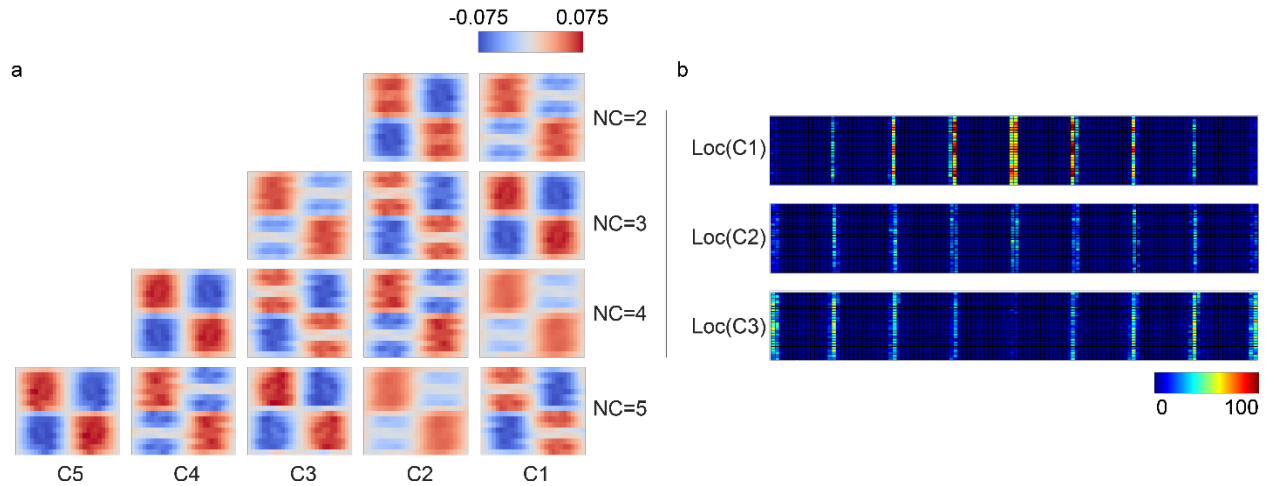 -0.075 0.075
a
b
NC=2
NC=3
NC=4
NC=5
C5 C4 C3 C2 C1
Loc(C1)
Loc(C2)
Loc(C3)
0 100